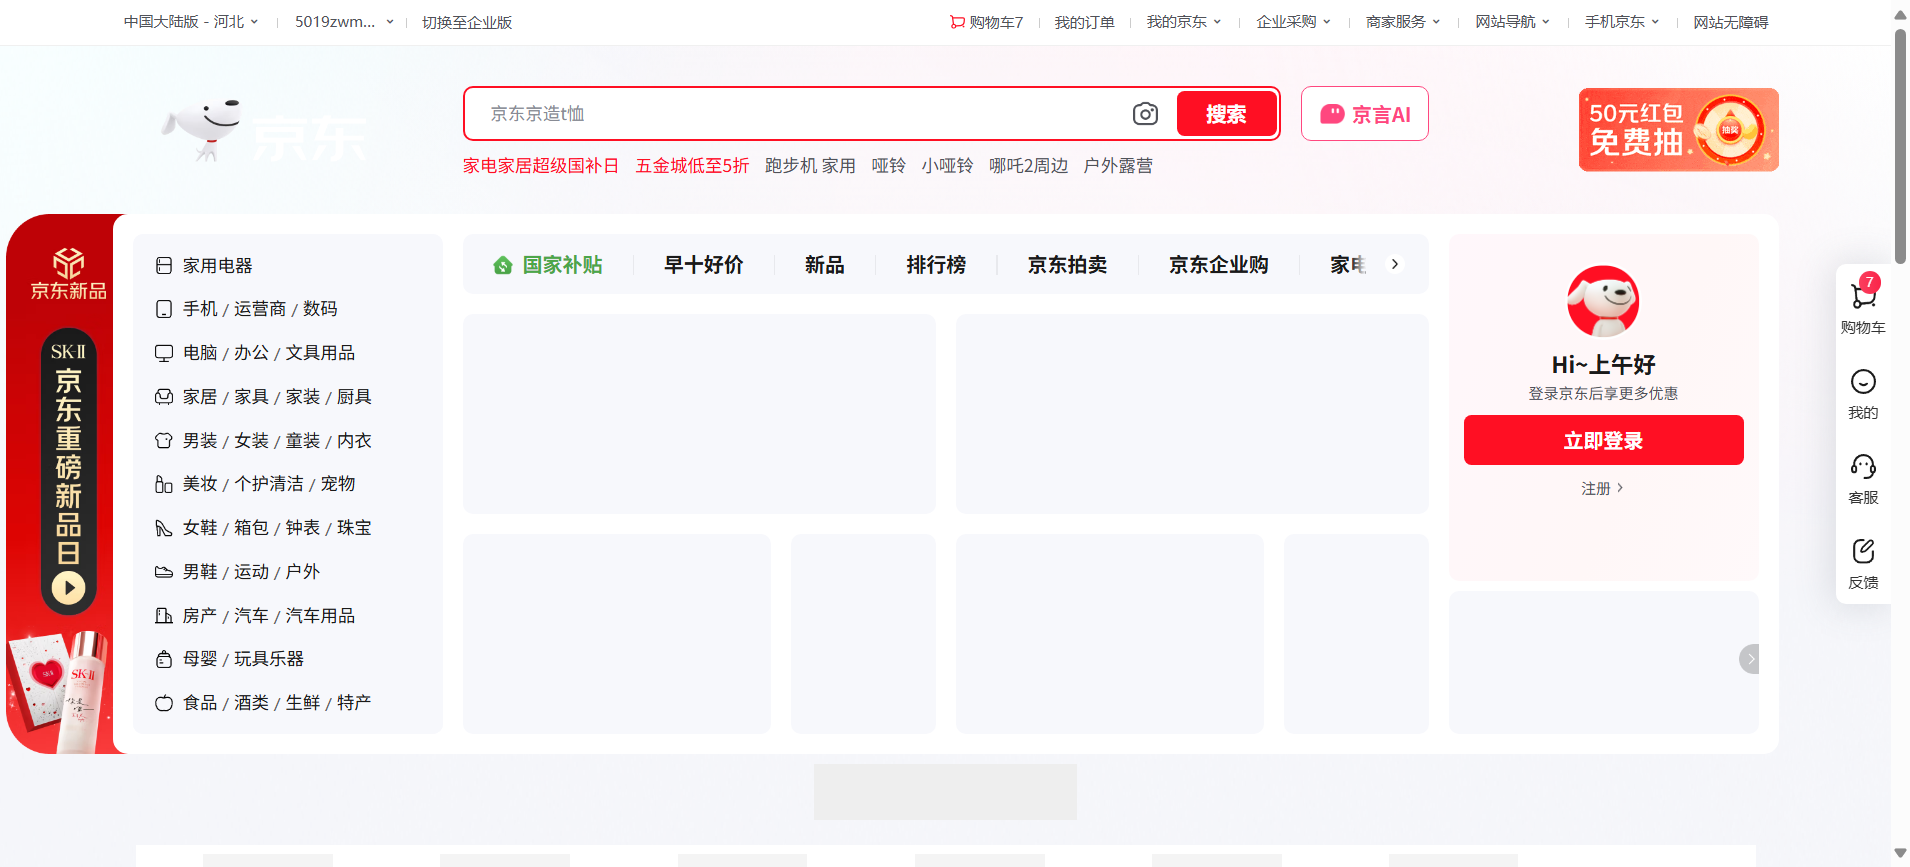 中国大陆版 - 河北
5019zwm...
切换至企业版
购物车7
我的订单
我的京东
企业采购
商家服务
网站导航
手机京东
网站无障碍
京东
京东京造t恤
搜索
京言AI
50元红包
免费抽
抽奖
家电家居超级国补日 五金城低至5折 跑步机 家用 哑铃 小哑铃 哪吒2周边 户外露营
京东新品
SK-II
京东重磅新品日
SK-II
家用电器
手机 / 运营商 / 数码
电脑 / 办公 / 文具用品
家居 / 家具 / 家装 / 厨具
男装 / 女装 / 童装 / 内衣
美妆 / 个护清洁 / 宠物
女鞋 / 箱包 / 钟表 / 珠宝
男鞋 / 运动 / 户外
房产 / 汽车 / 汽车用品
母婴 / 玩具乐器
食品 / 酒类 / 生鲜 / 特产
国家补贴
早十好价
新品
排行榜
京东拍卖
京东企业购
家电
Hi~上午好
登录京东后享更多优惠
立即登录
注册
7
购物车
我的
客服
反馈